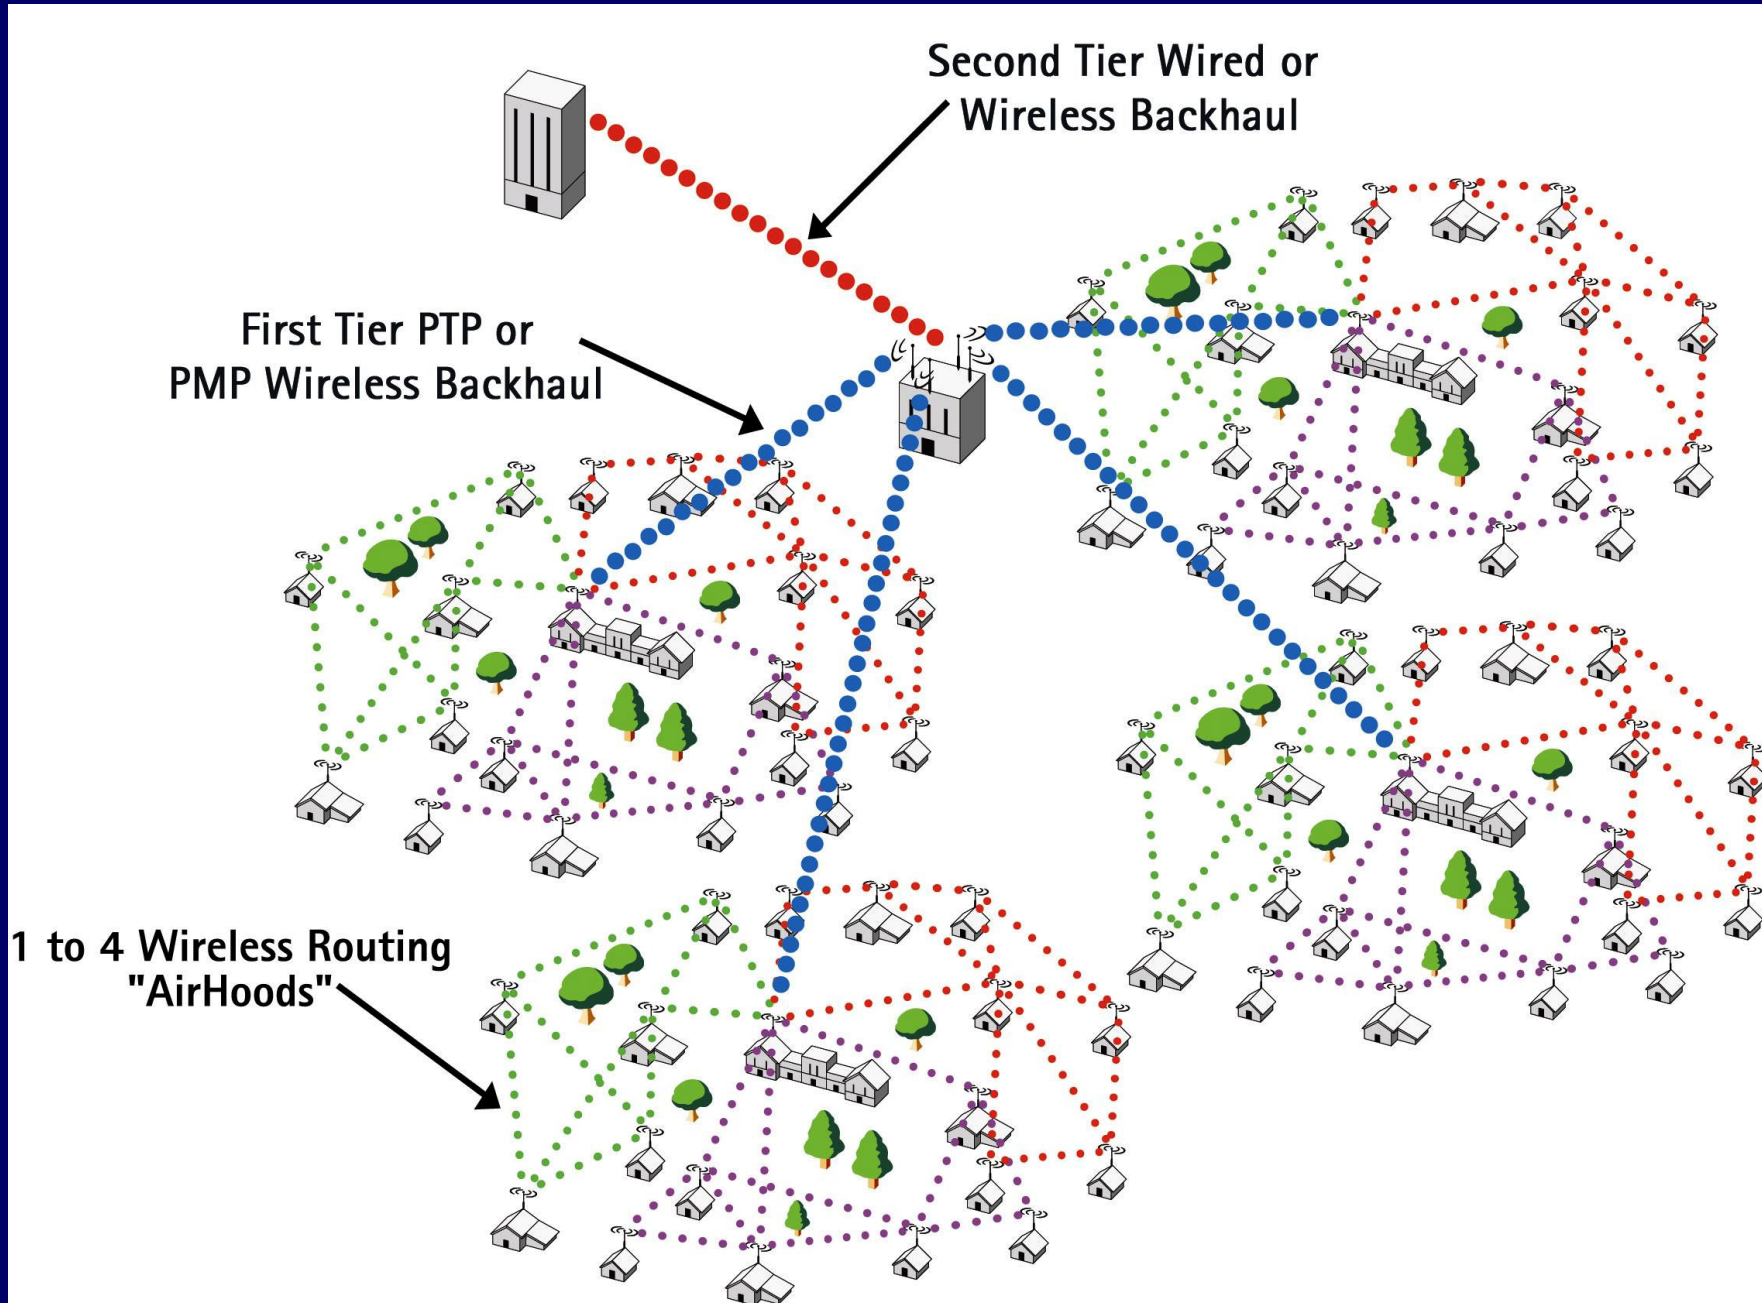 Second Tier Wired or
Wireless Backhaul
First Tier PTP or
PMP Wireless Backhaul
1 to 4 Wireless Routing
"AirHoods"